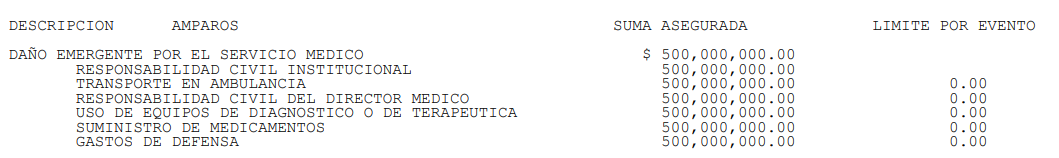 DESCRIPCION AMPAROS SUMA ASEGURADA LIMITE POR EVENTO
DAÑO EMERGENTE POR EL SERVICIO MEDICO $ 500,000,000.00
RESPONSABILIDAD CIVIL INSTITUCIONAL 500,000,000.00
TRANSPORTE EN AMBULANCIA 500,000,000.00 0.00
RESPONSABILIDAD CIVIL DEL DIRECTOR MEDICO 500,000,000.00 0.00
USO DE EQUIPOS DE DIAGNOSTICO O DE TERAPEUTICA 500,000,000.00 0.00
SUMINISTRO DE MEDICAMENTOS 500,000,000.00 0.00
GASTOS DE DEFENSA 500,000,000.00 0.00